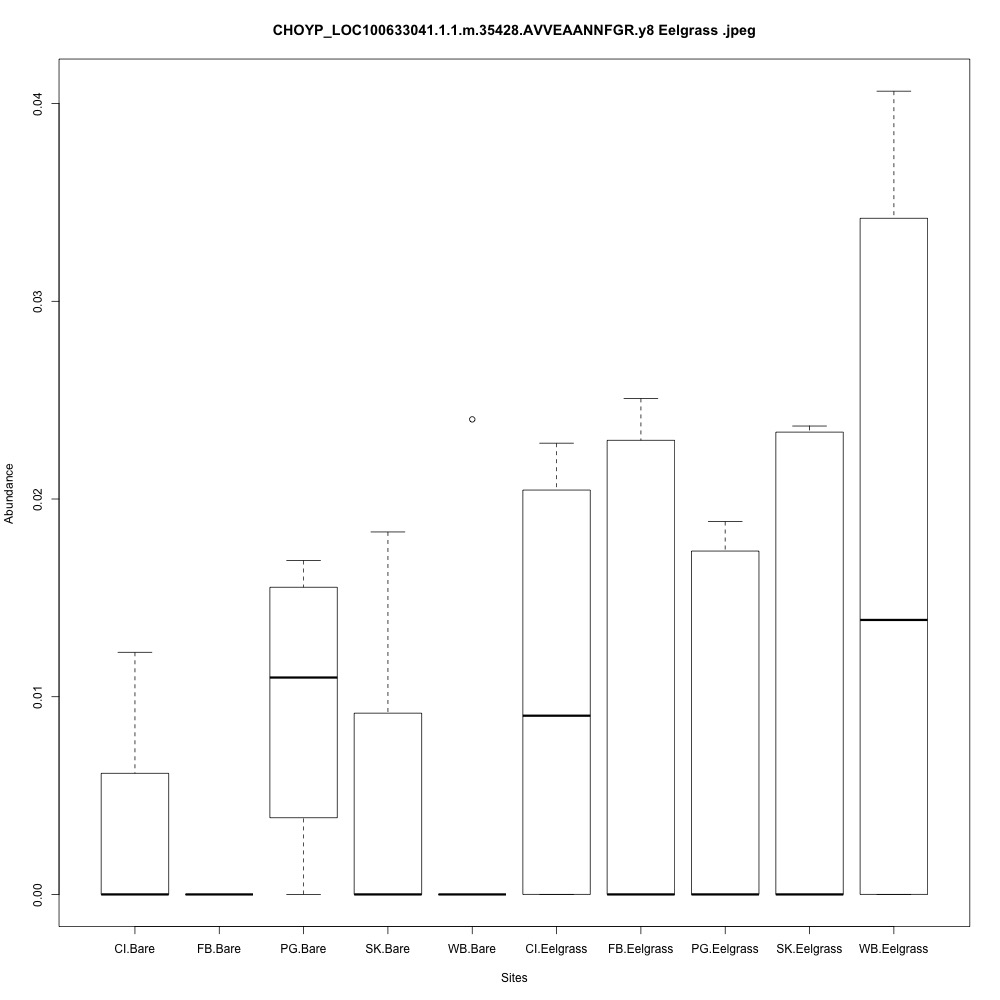 CHOYP_LOC100633041.1.1.m.35428.AVVEAANNFGR.y8 Eelgrass .jpeg
0.04
0.03
0.02
0.01
0.00
Abundance
CI.Bare FB.Bare PG.Bare SK.Bare WB.Bare CI.Eelgrass FB.Eelgrass PG.Eelgrass SK.Eelgrass WB.Eelgrass
Sites